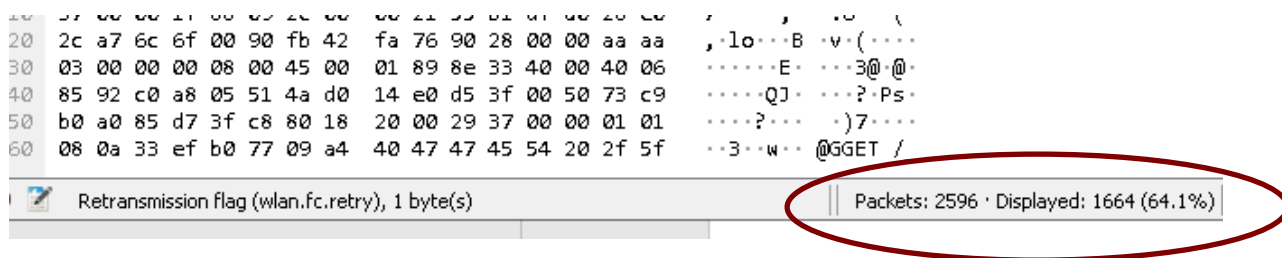 20 2c a7 6c 6f 00 90 fb 42 fa 76 90 28 00 00 aa aa ,·lo···B ·v·(····
30 03 00 00 00 08 00 45 00 01 89 8e 33 40 00 40 06 ······E· ···3@·@·
40 85 92 c0 a8 05 51 4a d0 14 e0 d5 3f 00 50 73 c9 ·····QJ· ···?·Ps·
50 b0 a0 85 d7 3f c8 80 18 20 00 29 37 00 00 01 01 ····?··· ·)7····
60 08 0a 33 ef b0 77 09 a4 40 47 47 45 54 20 2f 5f ··3··w·· @GGET /
Retransmission flag (wlan.fc.retry), 1 byte(s) Packets: 2596 · Displayed: 1664 (64.1%)